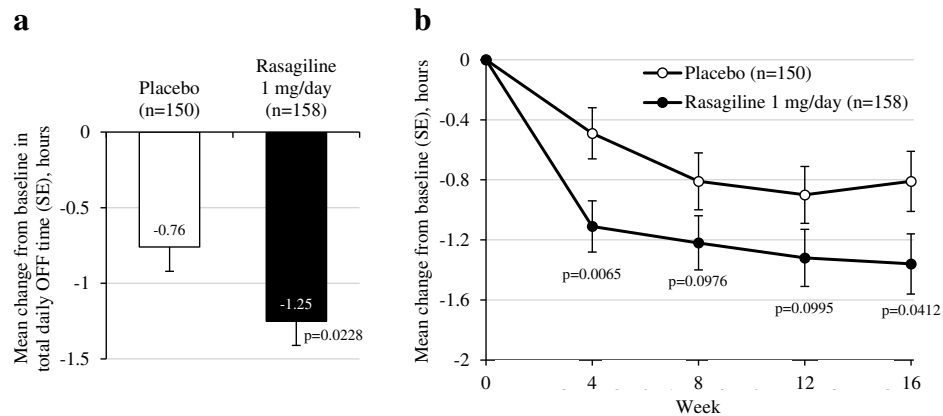 a
Placebo
(n=150)
Rasagiline
1 mg/day
(n=158)
Mean change from baseline in
total daily OFF time (SE), hours
0
-0.5
-1
-1.5
-0.76
-1.25
p=0.0228
b
Mean change from baseline (SE), hours
0
-0.4
-0.8
-1.2
-1.6
-2
Placebo (n=150)
Rasagiline 1 mg/day (n=158)
p=0.0065
p=0.0976
p=0.0995
p=0.0412
0 4 8 12 16
Week